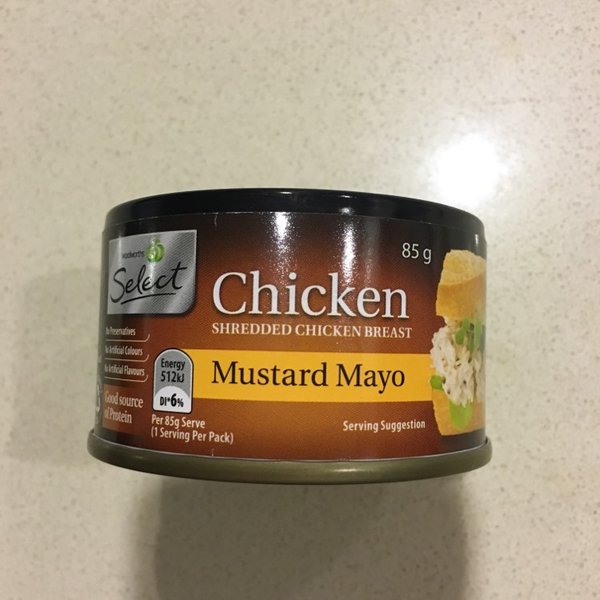 woolworths
Select
85 g
Chicken
SHREDDED CHICKEN BREAST
Mustard Mayo
No Preservatives
No Artificial Colours
No Artificial Flavours
Good source
of Protein
Energy
512kJ
DI*6%
Per 85g Serve
(1 Serving Per Pack)
Serving Suggestion